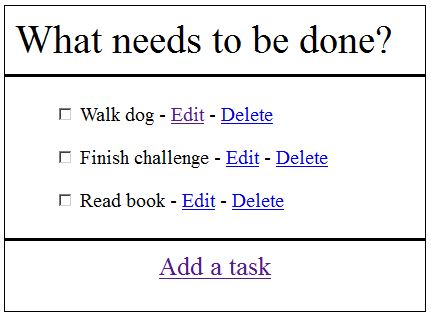 What needs to be done?
Walk dog - Edit - Delete
Finish challenge - Edit - Delete
Read book - Edit - Delete
Add a task